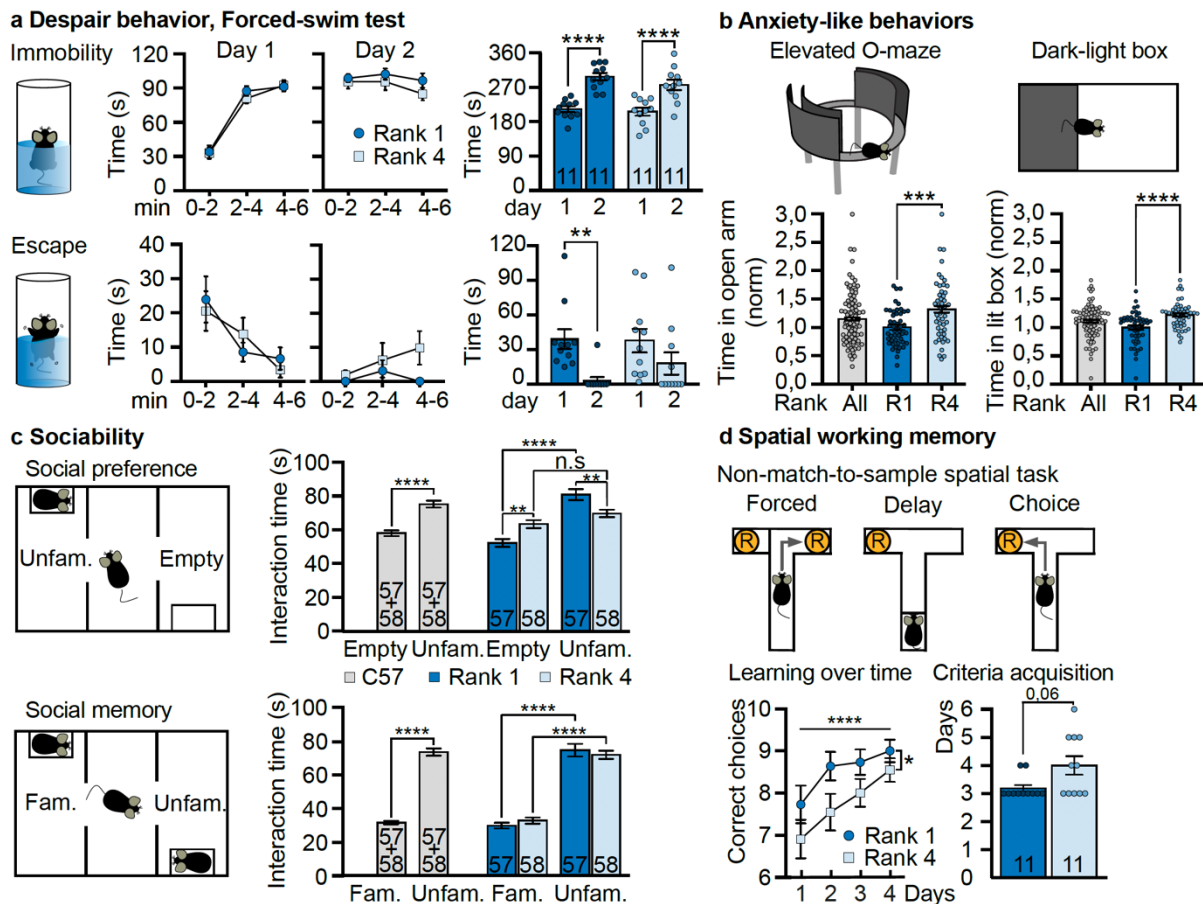 a Despair behavior, Forced-swim test
Immobility
Day 1
Day 2
Time (s)
120
90
60
30
0
Rank 1
Rank 4
min
0-2
2-4
4-6
0-2
2-4
4-6
Time (s)
360
270
180
90
0
****
****
11
11
11
11
day
1
2
1
2
Escape
Time (s)
40
30
20
10
0
min
0-2
2-4
4-6
0-2
2-4
4-6
Time (s)
120
90
60
30
0
**
day
1
2
1
2
b Anxiety-like behaviors
Elevated O-maze
Dark-light box
Time in open arm
(norm)
3,0
2,5
2,0
1,5
1,0
0,5
0,0
***
Rank
All
R1
R4
Time in lit box (norm)
3,0
2,5
2,0
1,5
1,0
0,5
0,0
****
Rank
All
R1
R4
c Sociability
Social preference
Unfam.
Empty
Interaction time (s)
100
80
60
40
20
0
****
****
n.s
**
**
57
+
58
57
+
58
57
58
57
58
Empty
Unfam.
Empty
Unfam.
C57
Rank 1
Rank 4
Social memory
Fam.
Unfam.
Interaction time (s)
100
80
60
40
20
0
****
****
****
57
+
58
57
+
58
57
58
57
58
Fam.
Unfam.
Fam.
Unfam.
d Spatial working memory
Non-match-to-sample spatial task
Forced
Delay
Choice
R
R
R
R
Learning over time
Correct choices
10
9
8
7
6
****
*
Rank 1
Rank 4
1
2
3
4
Days
Criteria acquisition
Days
6
5
4
3
2
1
0
0,06
11
11